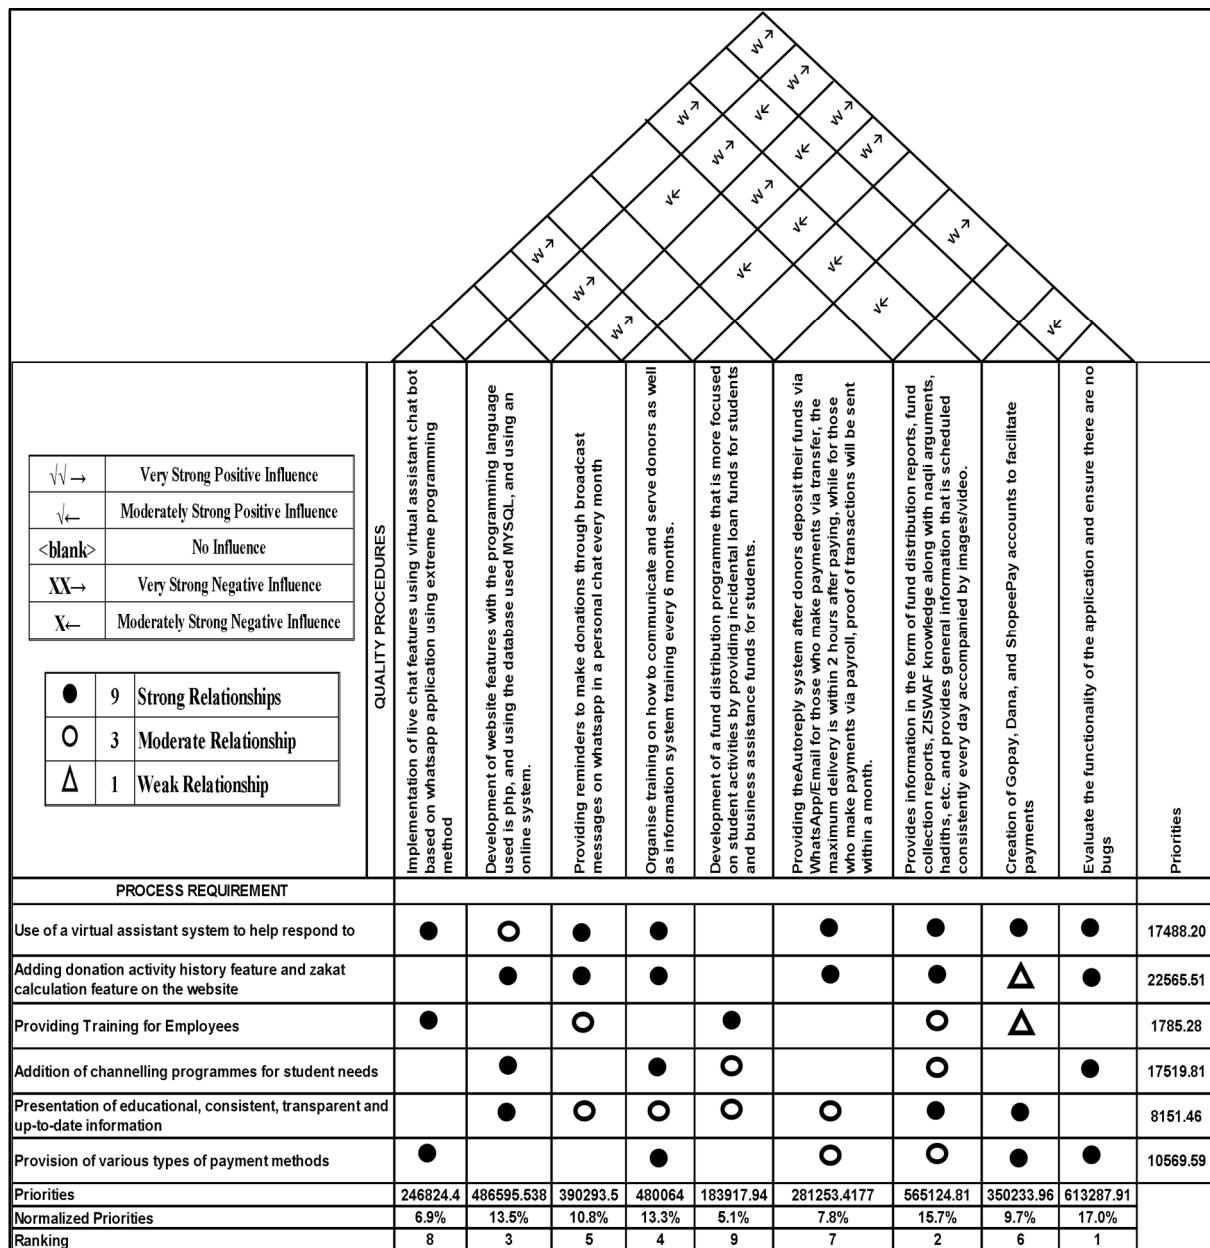 √√ →
√√ →
√√ →
√←
√√ →
√√ →
√←
√√ →
√←
√√ →
√←
√√ →
√√ →
√←
√←
√√ →
√←
√√ →
√←
√√ → Very Strong Positive Influence
√← Moderately Strong Positive Influence
<blank> No Influence
XX→ Very Strong Negative Influence
X← Moderately Strong Negative Influence
● 9 Strong Relationships
O 3 Moderate Relationship
Δ 1 Weak Relationship
QUALITY PROCEDURES
Implementation of live chat features using virtual assistant chat bot
based on whatsapp application using extreme programming
method
Development of website features with the programming language
used is php, and using the database used MYSQL, and using an
online system.
Providing reminders to make donations through broadcast
messages on whatsapp in a personal chat every month
Organise training on how to communicate and serve donors as well
as information system training every 6 months.
Development of a fund distribution programme that is more focused
on student activities by providing incidental loan funds for students
and business assistance funds for students.
Providing theAutoreply system after donors deposit their funds via
WhatsApp/Email for those who make payments via transfer, the
maximum delivery is within 2 hours after paying, while for those
who make payments via payroll, proof of transactions will be sent
within a month.
Provides information in the form of fund distribution reports, fund
collection reports, ZISWAF knowledge along with naqli arguments,
hadiths, etc. and provides general information that is scheduled
consistently every day accompanied by images/video.
Creation of Gopay, Dana, and ShopeePay accounts to facilitate
payments
Evaluate the functionality of the application and ensure there are no
bugs
Priorities
PROCESS REQUIREMENT
Use of a virtual assistant system to help respond to ● O ● ● ● ● ● ● 17488.20
Adding donation activity history feature and zakat
calculation feature on the website ● ● ● ● ● Δ ● 22565.51
Providing Training for Employees ● O ● O Δ 1785.28
Addition of channelling programmes for student needs ● ● O O ● 17519.81
Presentation of educational, consistent, transparent and
up-to-date information ● O O O O ● ● 8151.46
Provision of various types of payment methods ● ● O O ● ● 10569.59
Priorities 246824.4 486595.538 390293.5 480064 183917.94 281253.4177 565124.81 350233.96 613287.91
Normalized Priorities 6.9% 13.5% 10.8% 13.3% 5.1% 7.8% 15.7% 9.7% 17.0%
Ranking 8 3 5 4 9 7 2 6 1